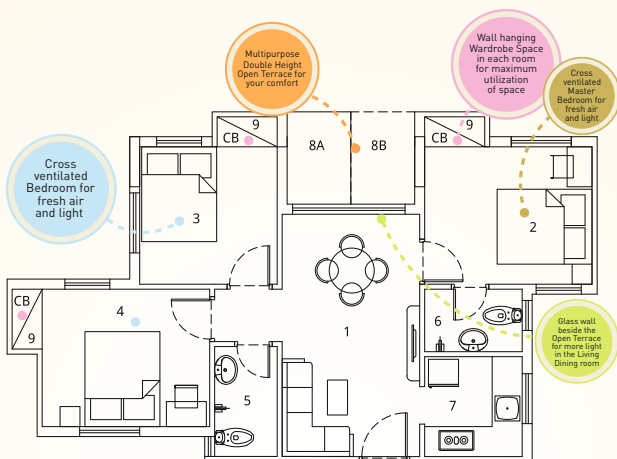 Wall hanging
Wardrobe Space
in each room
for maximum
utilization
of space
Multipurpose
Double Height
Open Terrace for
your comfort
Cross
ventilated
Master
Bedroom for
fresh air
and light
9
CB
8A
8B
9
CB
Cross
ventilated
Bedroom for
fresh air
and light
3
2
CB
9
4
1
6
Glass wall
beside the
Open Terrace
for more light
in the Living
Dining room
5
7